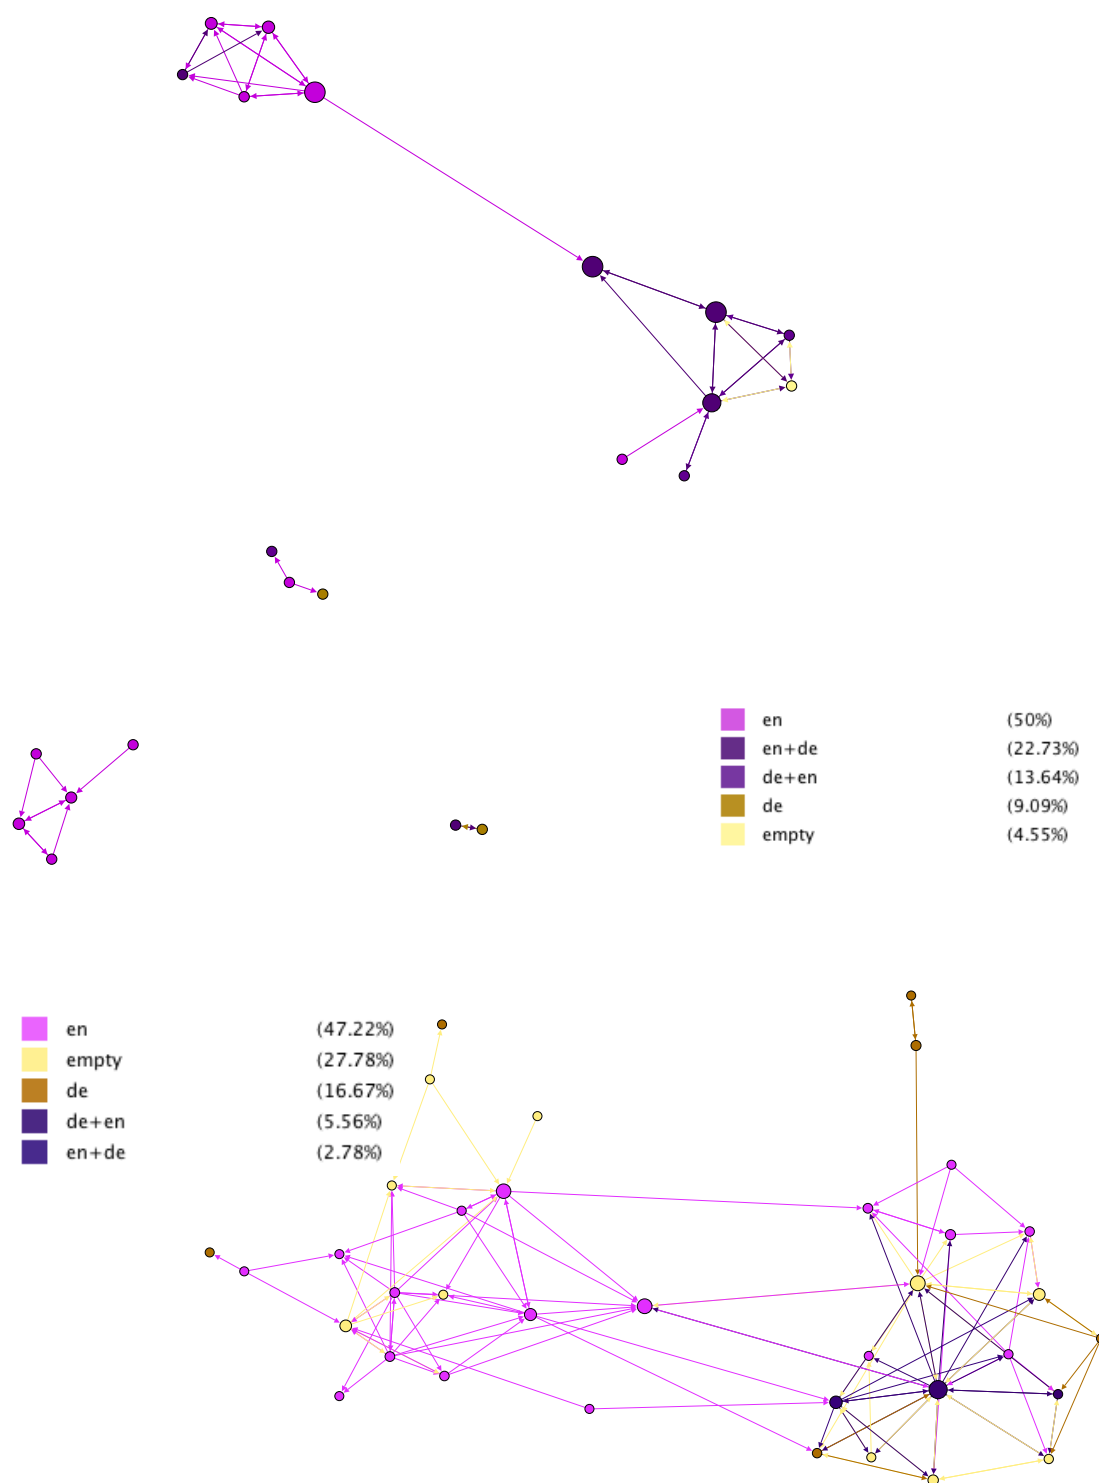 en (50%)
en+de (22.73%)
de+en (13.64%)
de (9.09%)
empty (4.55%)
en (47.22%)
empty (27.78%)
de (16.67%)
de+en (5.56%)
en+de (2.78%)